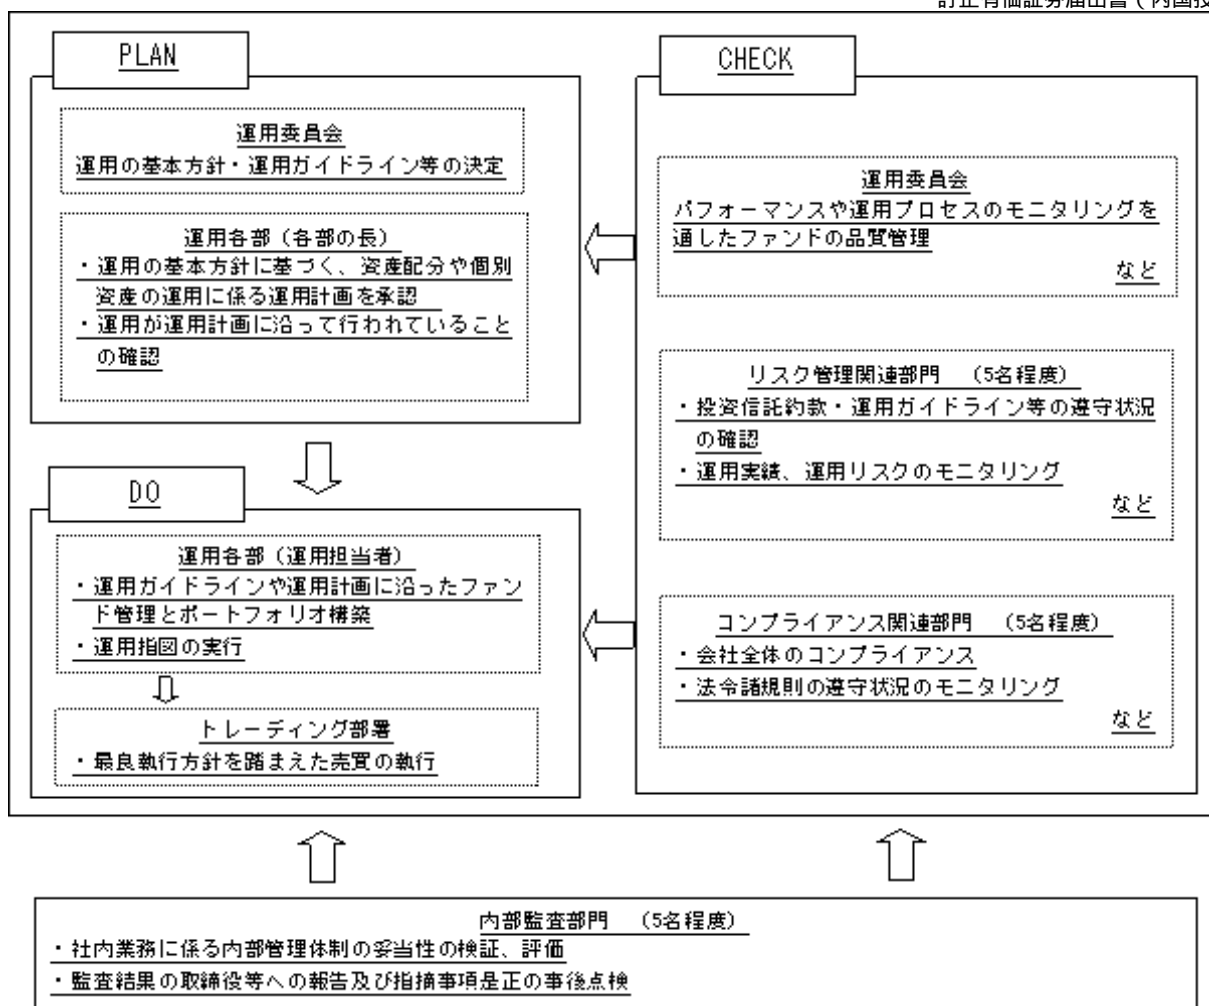 訂正有価証券届出書（内国投
PLAN
運用委員会
運用の基本方針・運用ガイドライン等の決定
運用各部（各部の長）
・運用の基本方針に基づく、資産配分や個別
資産の運用に係る運用計画を承認
・運用が運用計画に沿って行われていること
の確認
DO
運用各部（運用担当者）
・運用ガイドラインや運用計画に沿ったファン
ド管理とポートフォリオ構築
・運用指図の実行
トレーディング部署
・最良執行方針を踏まえた売買の執行
CHECK
運用委員会
パフォーマンスや運用プロセスのモニタリングを
通したファンドの品質管理
など
リスク管理関連部門　（5名程度）
・投資信託約款・運用ガイドライン等の遵守状況
の確認
・運用実績、運用リスクのモニタリング
など
コンプライアンス関連部門　（5名程度）
・会社全体のコンプライアンス
・法令諸規則の遵守状況のモニタリング
など
内部監査部門　（5名程度）
・社内業務に係る内部管理体制の妥当性の検証、評価
・監査結果の取締役等への報告及び指摘事項是正の事後点検